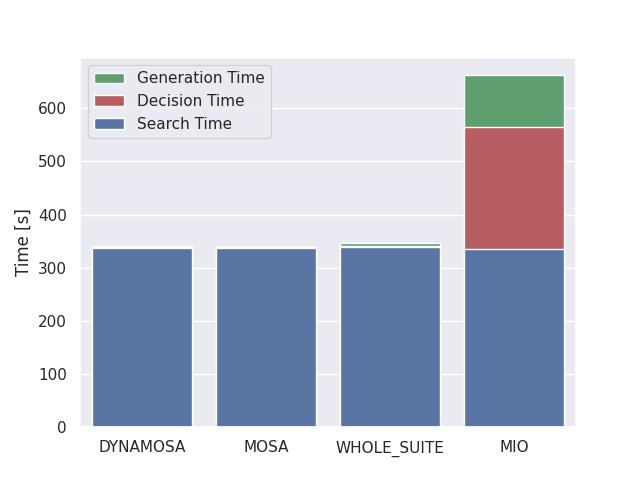 Generation Time
Decision Time
Search Time
Time [s]
600
500
400
300
200
100
0
DYNAMOSA MOSA WHOLE_SUITE MIO